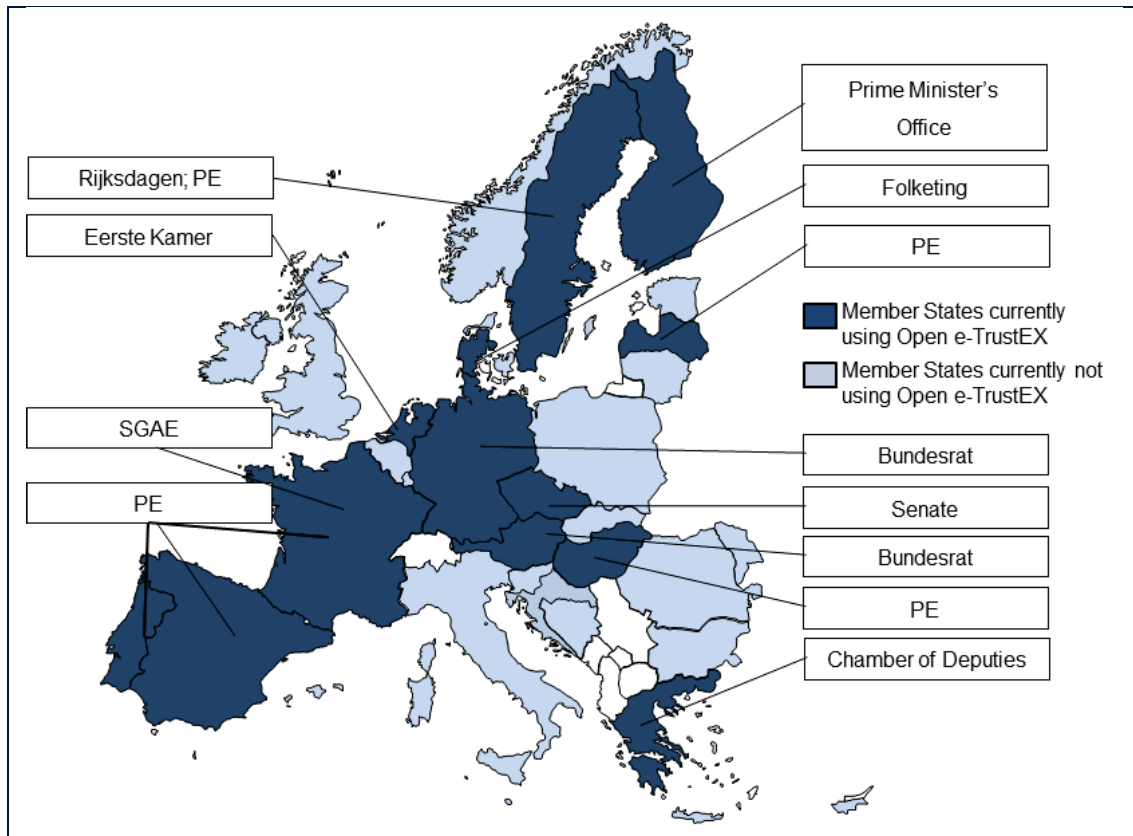 Prime Minister's
Office
Rijksdagen; PE
Folketing
Eerste Kamer
PE
Member States currently
using Open e-TrustEX
Member States currently not
using Open e-TrustEX
SGAE
Bundesrat
PE
Senate
Bundesrat
PE
Chamber of Deputies